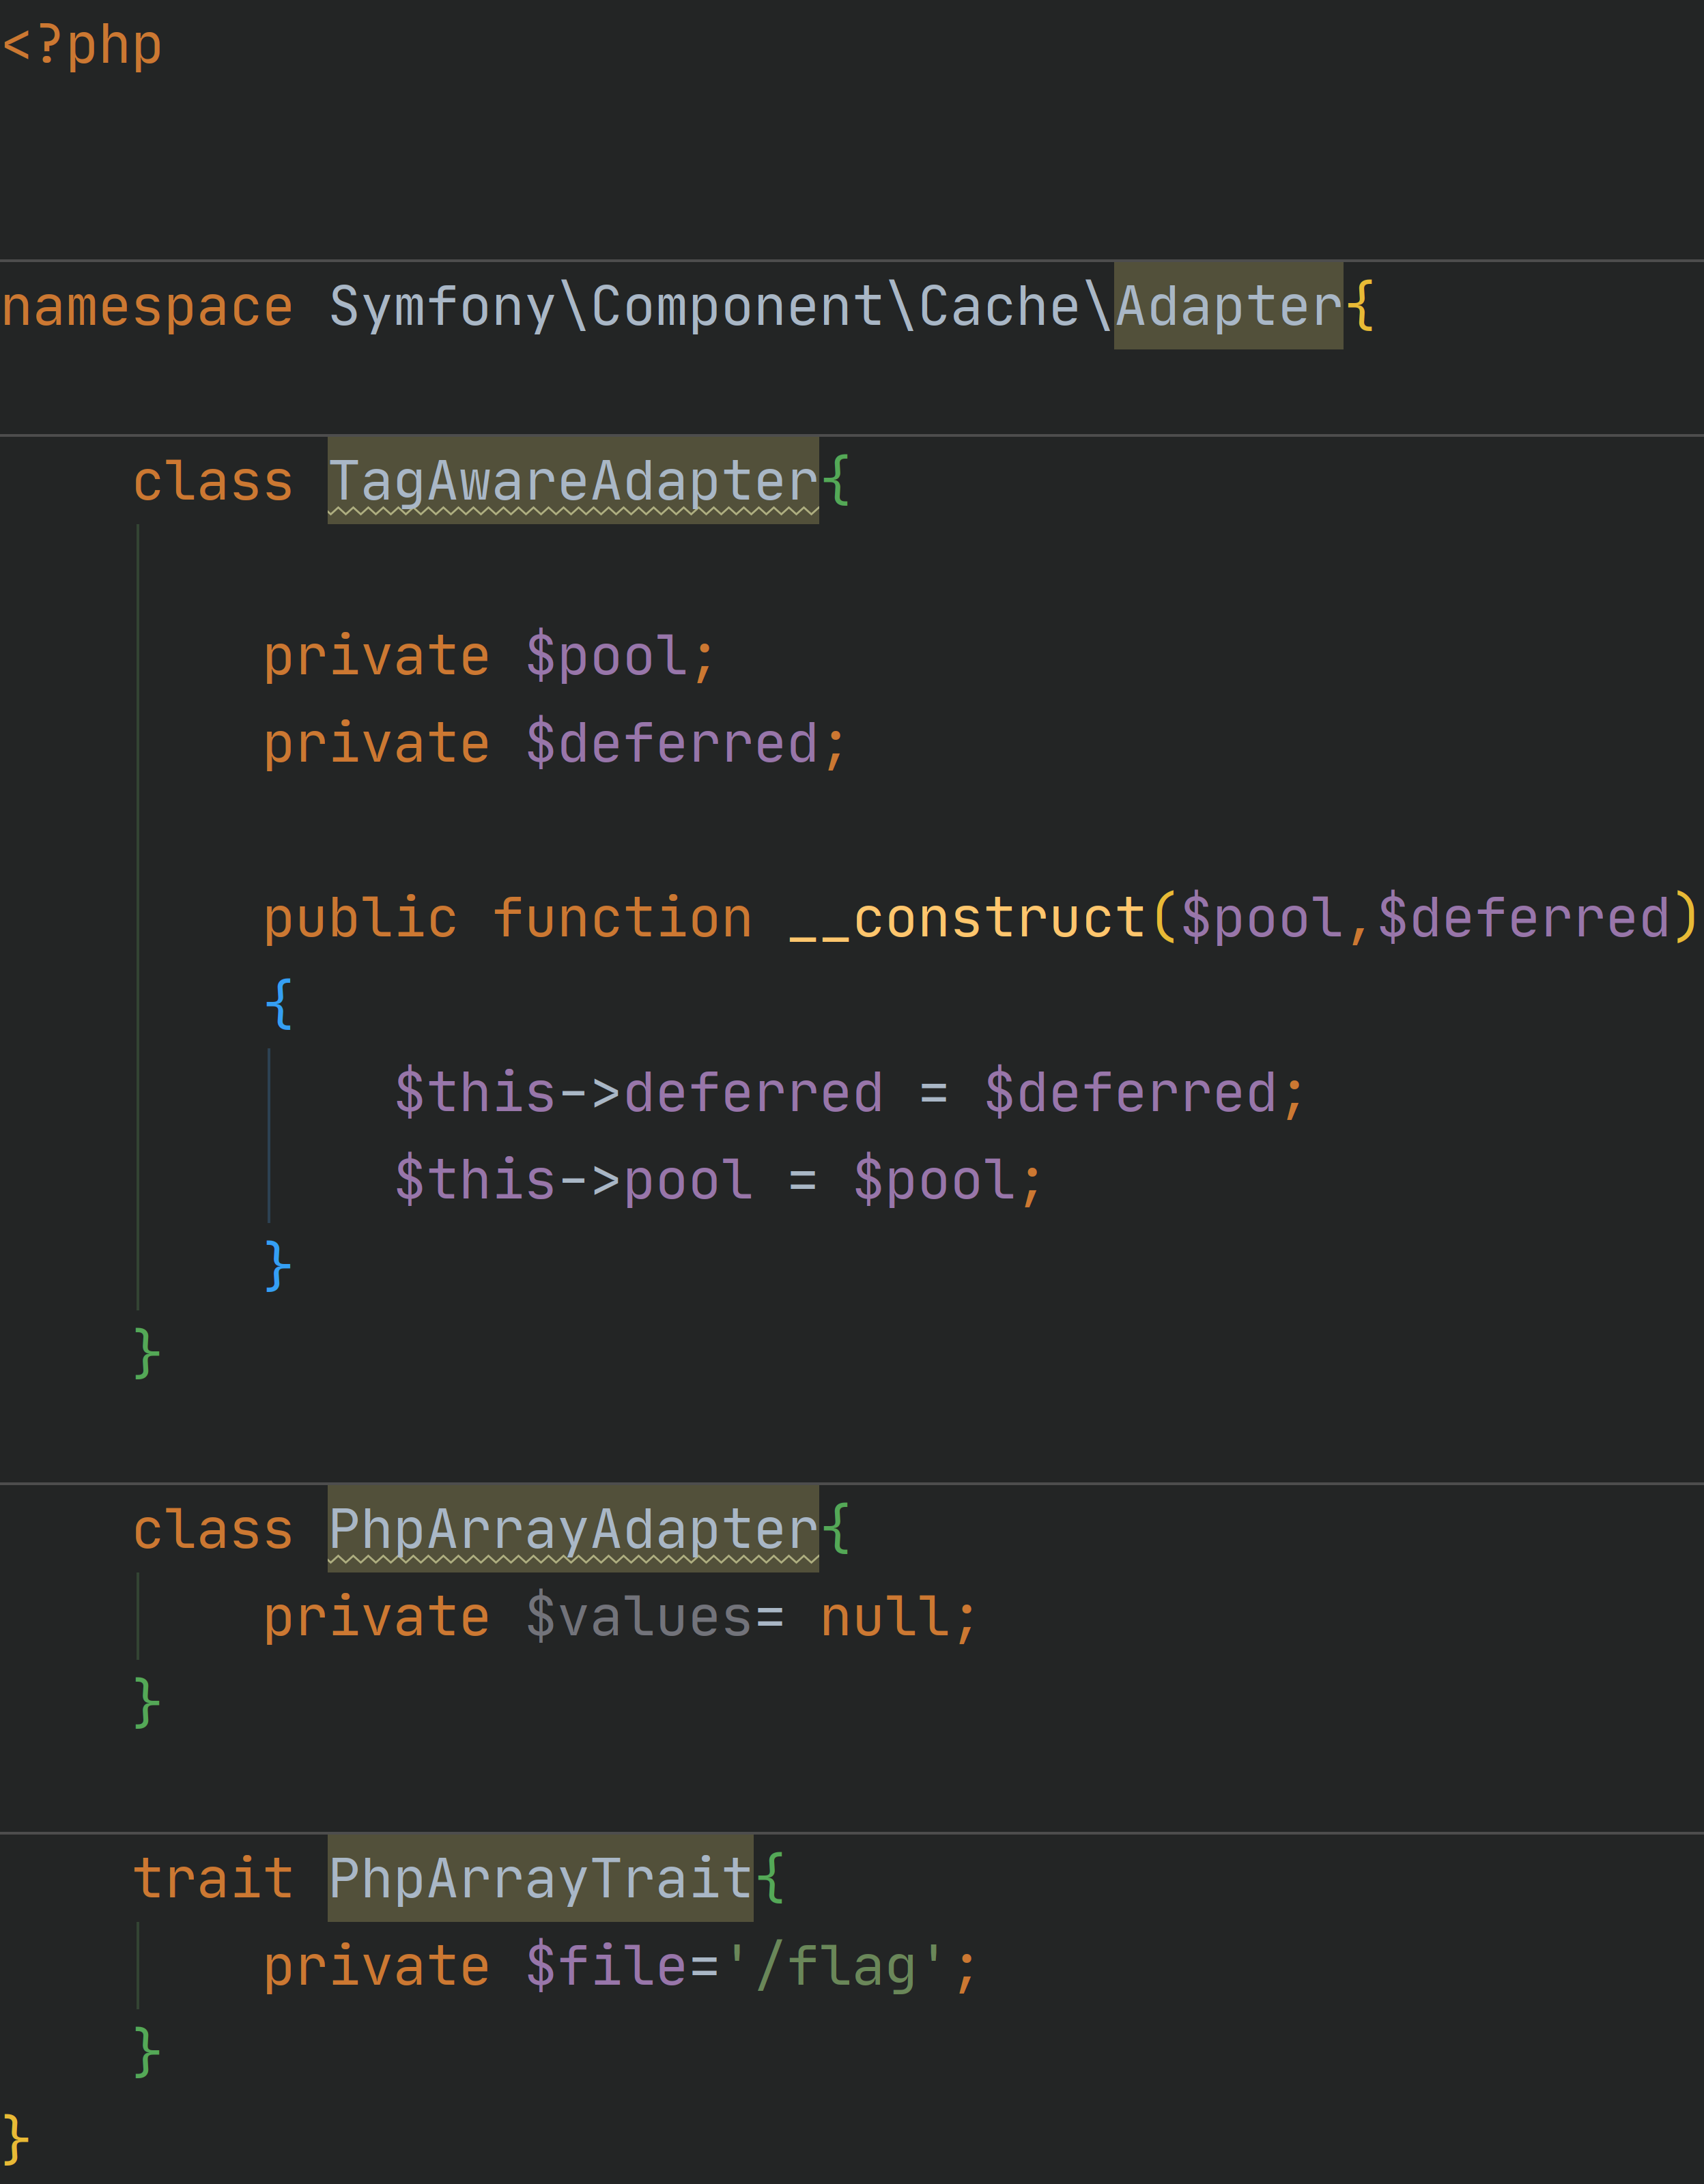 <?php
namespace Symfony\Component\Cache\Adapter{
class TagAwareAdapter{
private $pool;
private $deferred;
public function __construct($pool,$deferred)
{
$this->deferred = $deferred;
$this->pool = $pool;
}
}
class PhpArrayAdapter{
private $values= null;
}
trait PhpArrayTrait{
private $file='/flag';
}
}